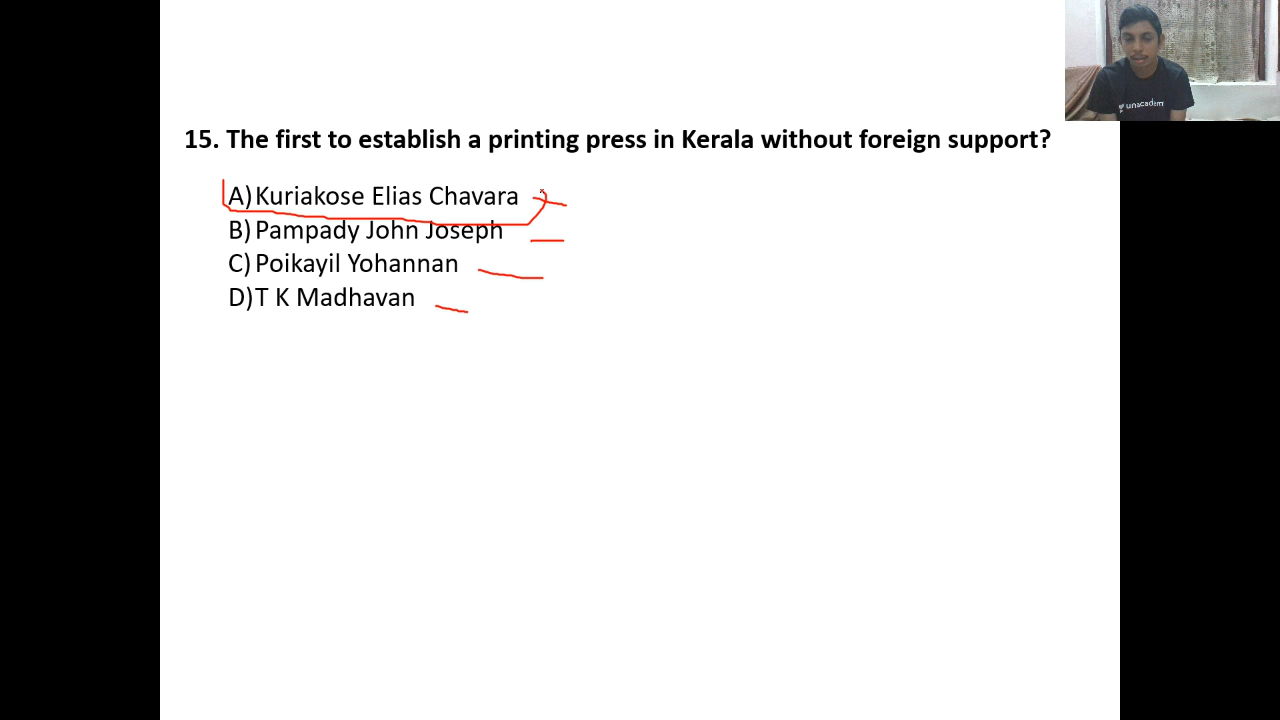 unacadem
15. The first to establish a printing press in Kerala without foreign support?
A) Kuriakose Elias Chavara
B) Pampady John Joseph
C) Poikayil Yohannan
D) T K Madhavan